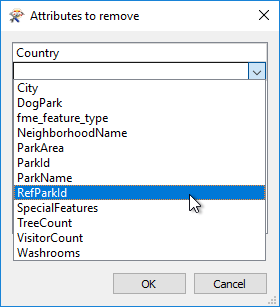 Attributes to remove
Country
City
DogPark
fme_feature_type
NeighborhoodName
ParkArea
ParkId
ParkName
RefParkId
SpecialFeatures
TreeCount
VisitorCount
Washrooms
OK
Cancel